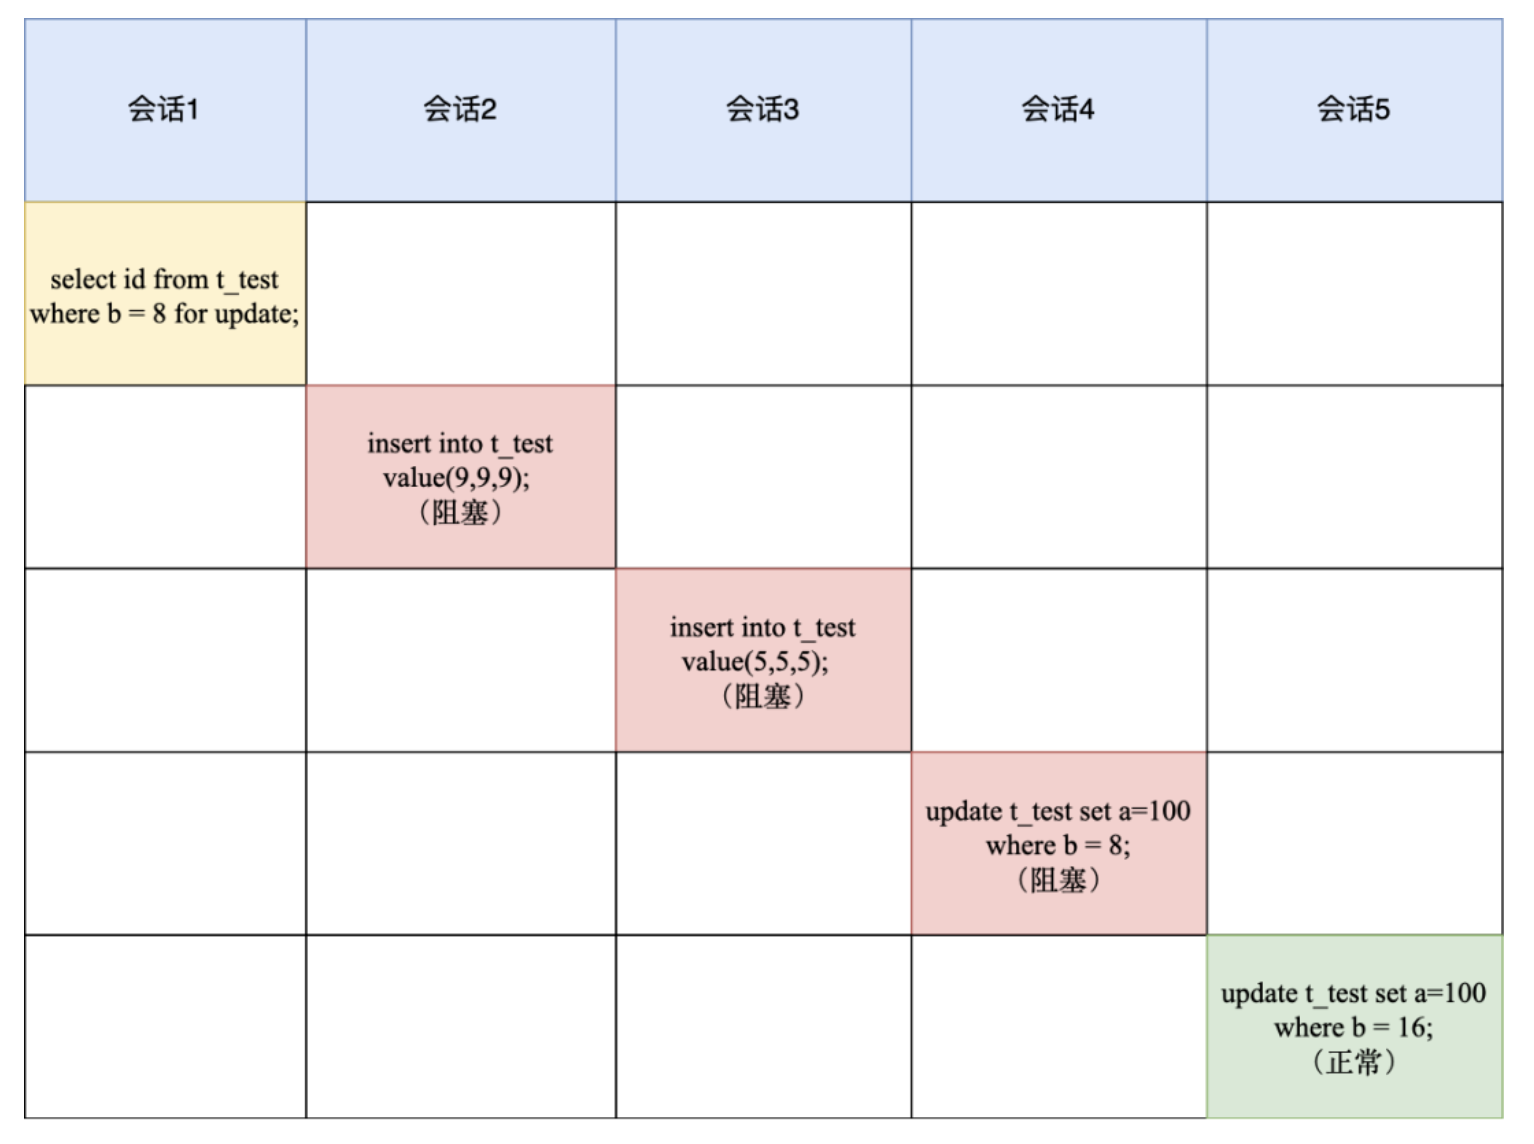 会话1
会话2
会话3
会话4
会话5
select id from t_test
where b = 8 for update;
insert into t_test
value(9,9,9);
（阻塞）
insert into t_test
value(5,5,5);
（阻塞）
update t_test set a=100
where b = 8;
（阻塞）
update t_test set a=100
where b = 16;
（正常）